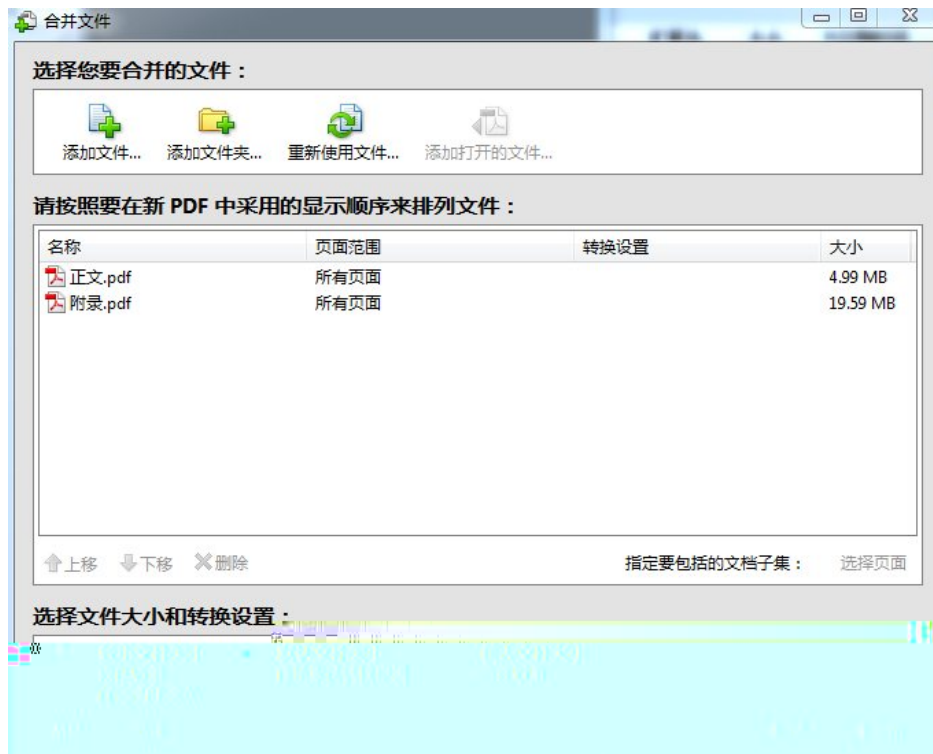 合并文件
选择您要合并的文件：
添加文件... 添加文件夹... 重新使用文件... 添加打开的文件...
请按照要在新 PDF 中采用的显示顺序来排列文件：
名称 页面范围 转换设置 大小
正文.pdf 所有页面 4.99 MB
附录.pdf 所有页面 19.59 MB
上移 下移 删除 指定要包括的文档子集： 选择页面
选择文件大小和转换设置：